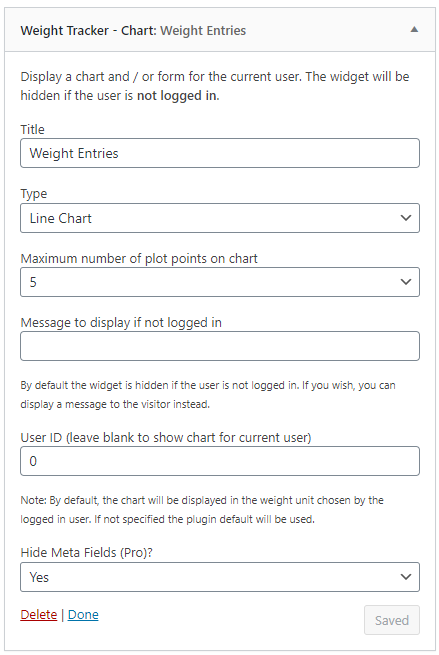 Weight Tracker - Chart: Weight Entries
Display a chart and / or form for the current user. The widget will be
hidden if the user is not logged in.
Title
Weight Entries
Type
Line Chart
Maximum number of plot points on chart
5
Message to display if not logged in
By default the widget is hidden if the user is not logged in. If you wish, you can
display a message to the visitor instead.
User ID (leave blank to show chart for current user)
0
Note: By default, the chart will be displayed in the weight unit chosen by the
logged in user. If not specified the plugin default will be used.
Hide Meta Fields (Pro)?
Yes
Delete | Done
Saved